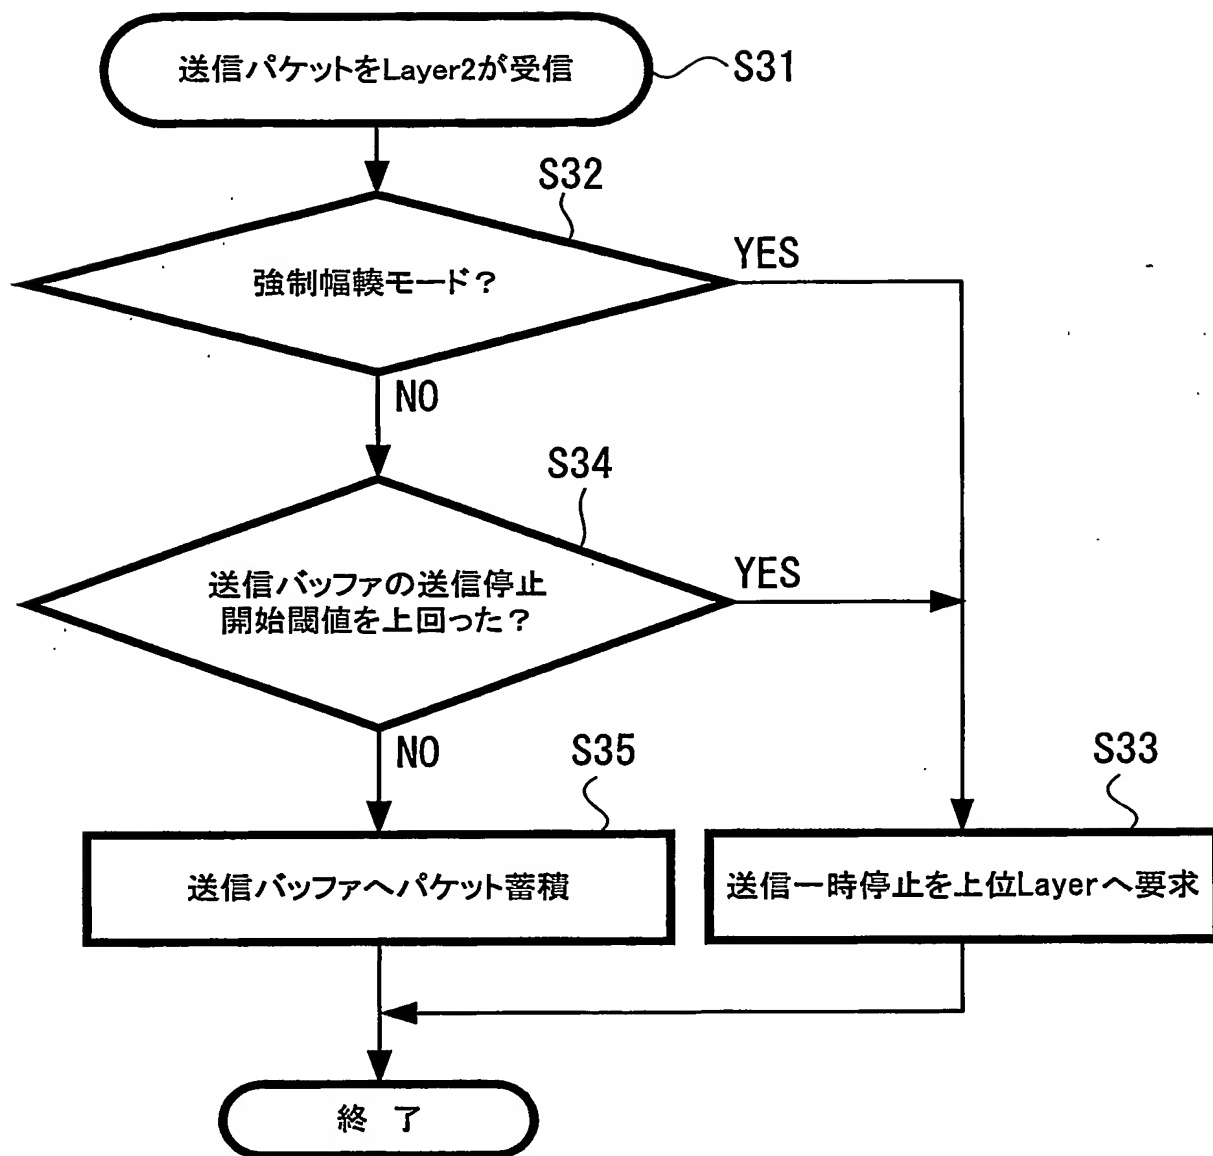 送信パケットをLayer2が受信
S31
S32
強制幅輳モード?
YES
NO
S34
送信バッファの送信停止
開始閾値を上回った?
YES
NO
S35
S33
送信バッファへパケット蓄積
送信一時停止を上位Layerへ要求
終 了